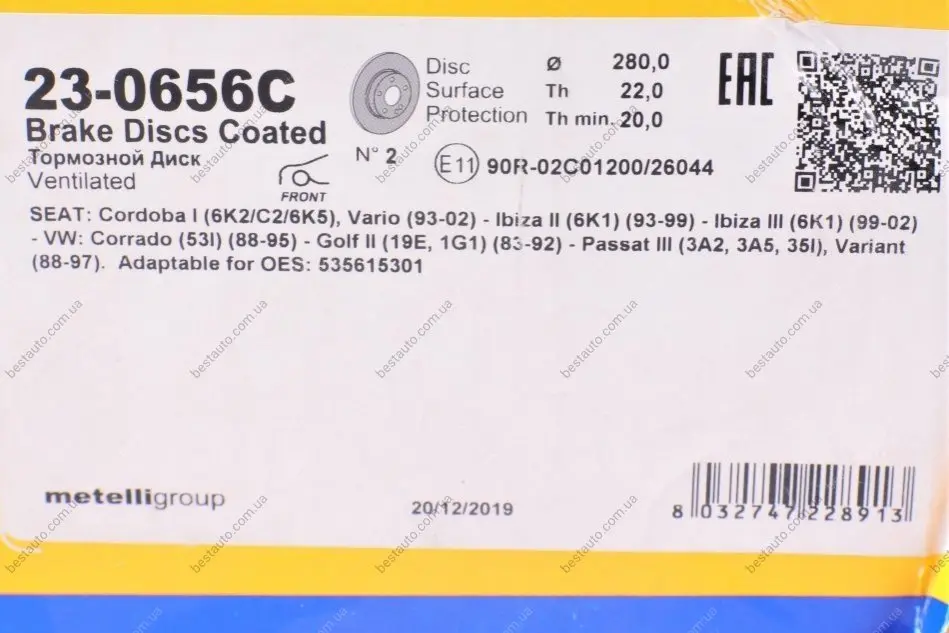 23-0656C
Brake Discs Coated
Тормозной Диск
Ventilated
FRONT
Disc
Surface
Protection
N° 2
Ø 280,0
Th 22,0
Th min. 20,0
E11 90R-02C01200/26044
EAC
SEAT: Cordoba I (6K2/C2/6K5), Vario (93-02) - Ibiza II (6K1) (93-99) - Ibiza III (6K1) (99-02)
- VW: Corrado (53I) (88-95) - Golf II (19E, 1G1) (83-92) - Passat III (3A2, 3A5, 35I), Variant
(88-97). Adaptable for OES: 535615301
metelligroup
20/12/2019
8 032747 228913
bestauto.com.ua